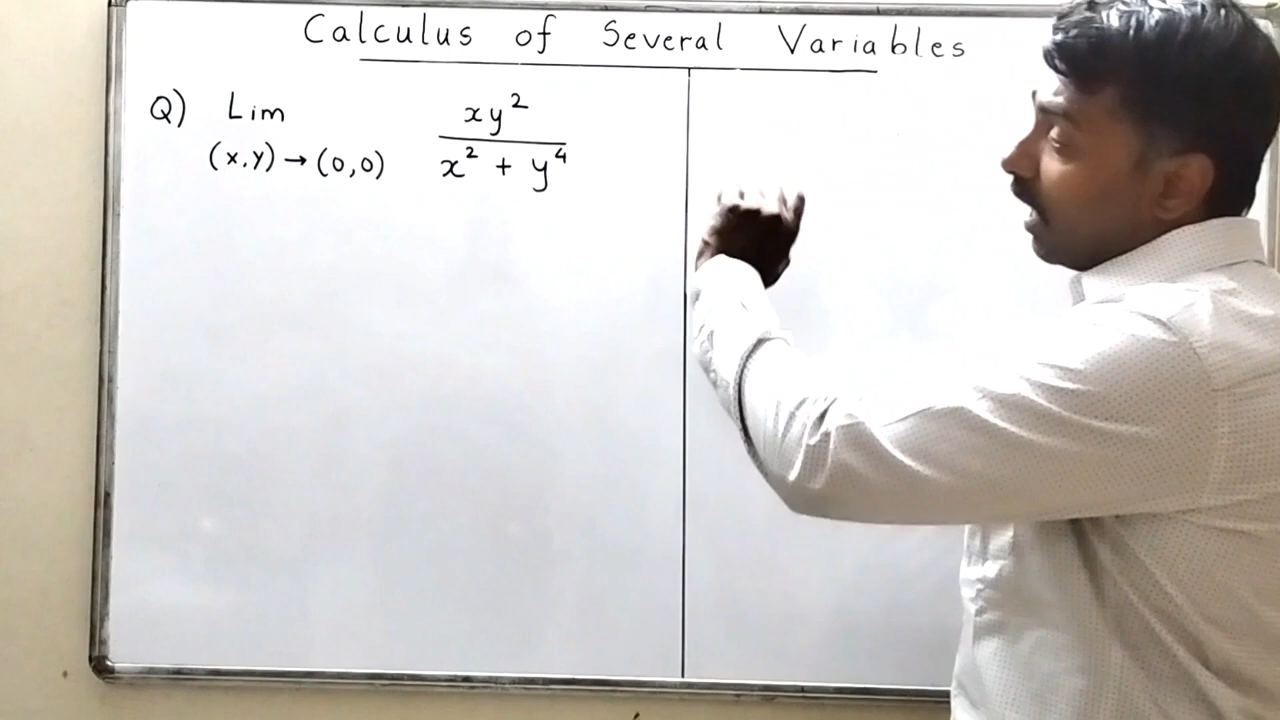 Calculus of Several Variables
Q) Lim xy²
(x,y) → (0,0) x² + y⁴